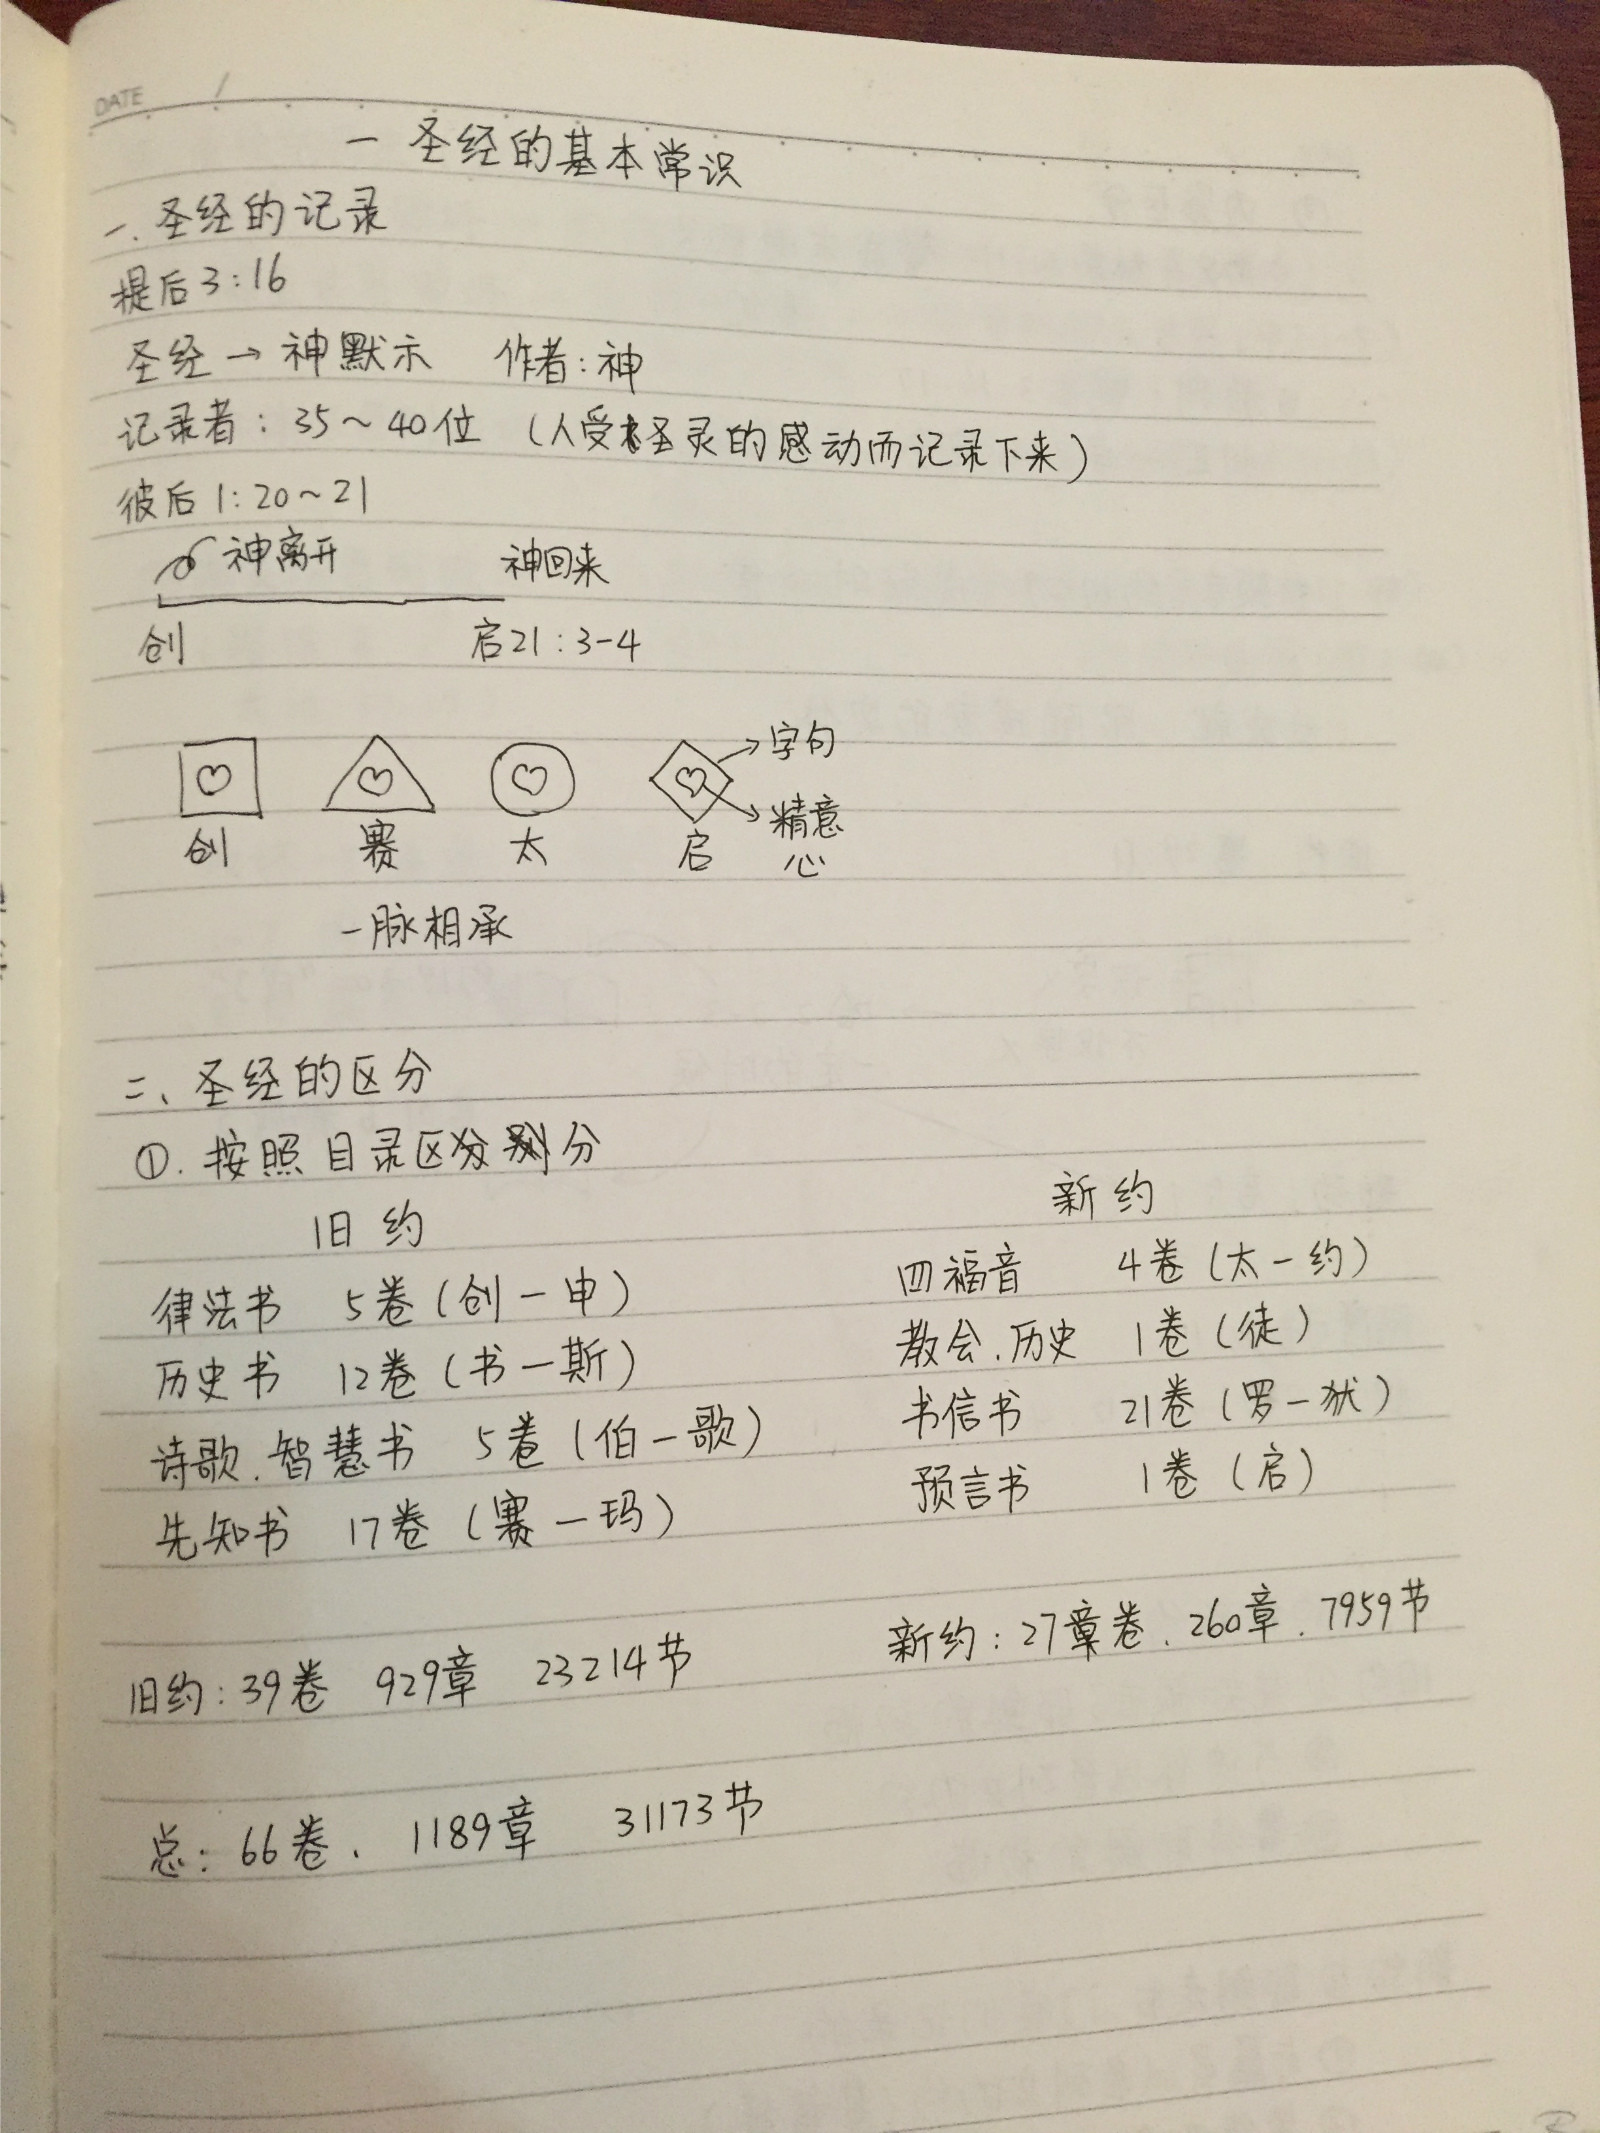 DATE /
一 圣经的基本常识
一. 圣经的记录
提后3:16
圣经→神默示 作者:神
记录者: 35~40位 (人受圣灵的感动而记录下来)
彼后1:20~21
神离开 神回来
创 启21:3-4
字句
精意
创 赛 太 启 心
一脉相承
二、圣经的区分
①. 按照目录区分
旧约 新约
律法书 5卷(创-申) 四福音 4卷(太-约)
历史书 12卷(书-斯) 教会.历史 1卷(徒)
诗歌.智慧书 5卷(伯-歌) 书信书 21卷(罗-犹)
先知书 17卷(赛-玛) 预言书 1卷(启)
旧约:39卷 929章 23214节 新约:27卷、260章.7959节
总:66卷. 1189章 31173节